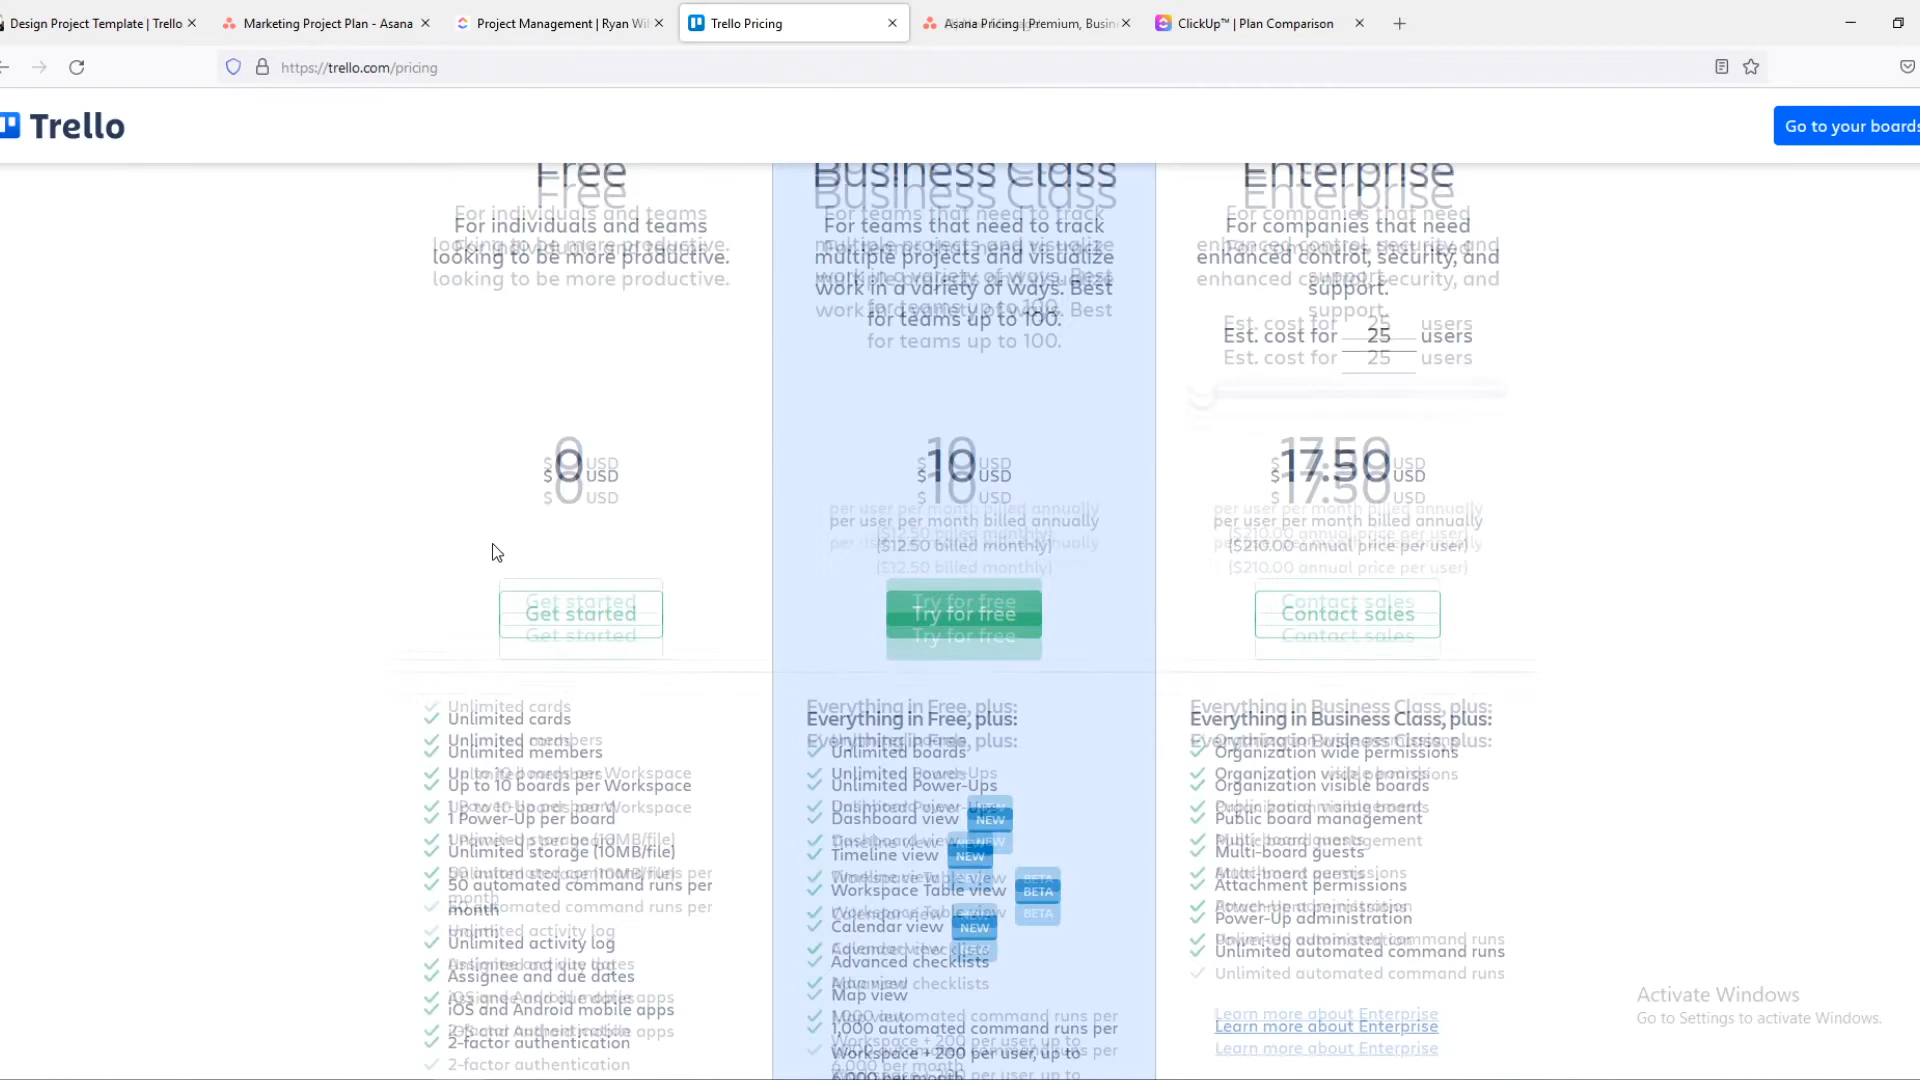 Design Project Template | Trello
Marketing Project Plan - Asana
Project Management | Ryan Wil
Trello Pricing
Asana Pricing | Premium, Busin
ClickUp™ | Plan Comparison
https://trello.com/pricing
Trello
Go to your boards
Free
For individuals and teams
looking to be more productive.
$0 USD
Get started
Unlimited cards
Unlimited members
Up to 10 boards per Workspace
1 Power-Up per board
Unlimited storage (10MB/file)
50 automated command runs per
month
Unlimited activity log
Assignee and due dates
iOS and Android mobile apps
2-factor authentication
Business Class
For teams that need to track
multiple projects and visualize
work in a variety of ways. Best
for teams up to 100.
$10 USD
per user per month billed annually
($12.50 billed monthly)
Try for free
Everything in Free, plus:
Unlimited boards
Unlimited Power-Ups
Dashboard view NEW
Timeline view NEW
Workspace Table view BETA
Calendar view NEW
Advanced checklists
Map view
1,000 automated command runs per
Workspace + 200 per user, up to
6,000 per month
Enterprise
For companies that need
enhanced control, security, and
support.
Est. cost for 25 users
$17.50 USD
per user per month billed annually
($210.00 annual price per user)
Contact sales
Everything in Business Class, plus:
Organization wide permissions
Organization visible boards
Public board management
Multi-board guests
Attachment permissions
Power-Up administration
Unlimited automated command runs
Learn more about Enterprise
Activate Windows
Go to Settings to activate Windows.